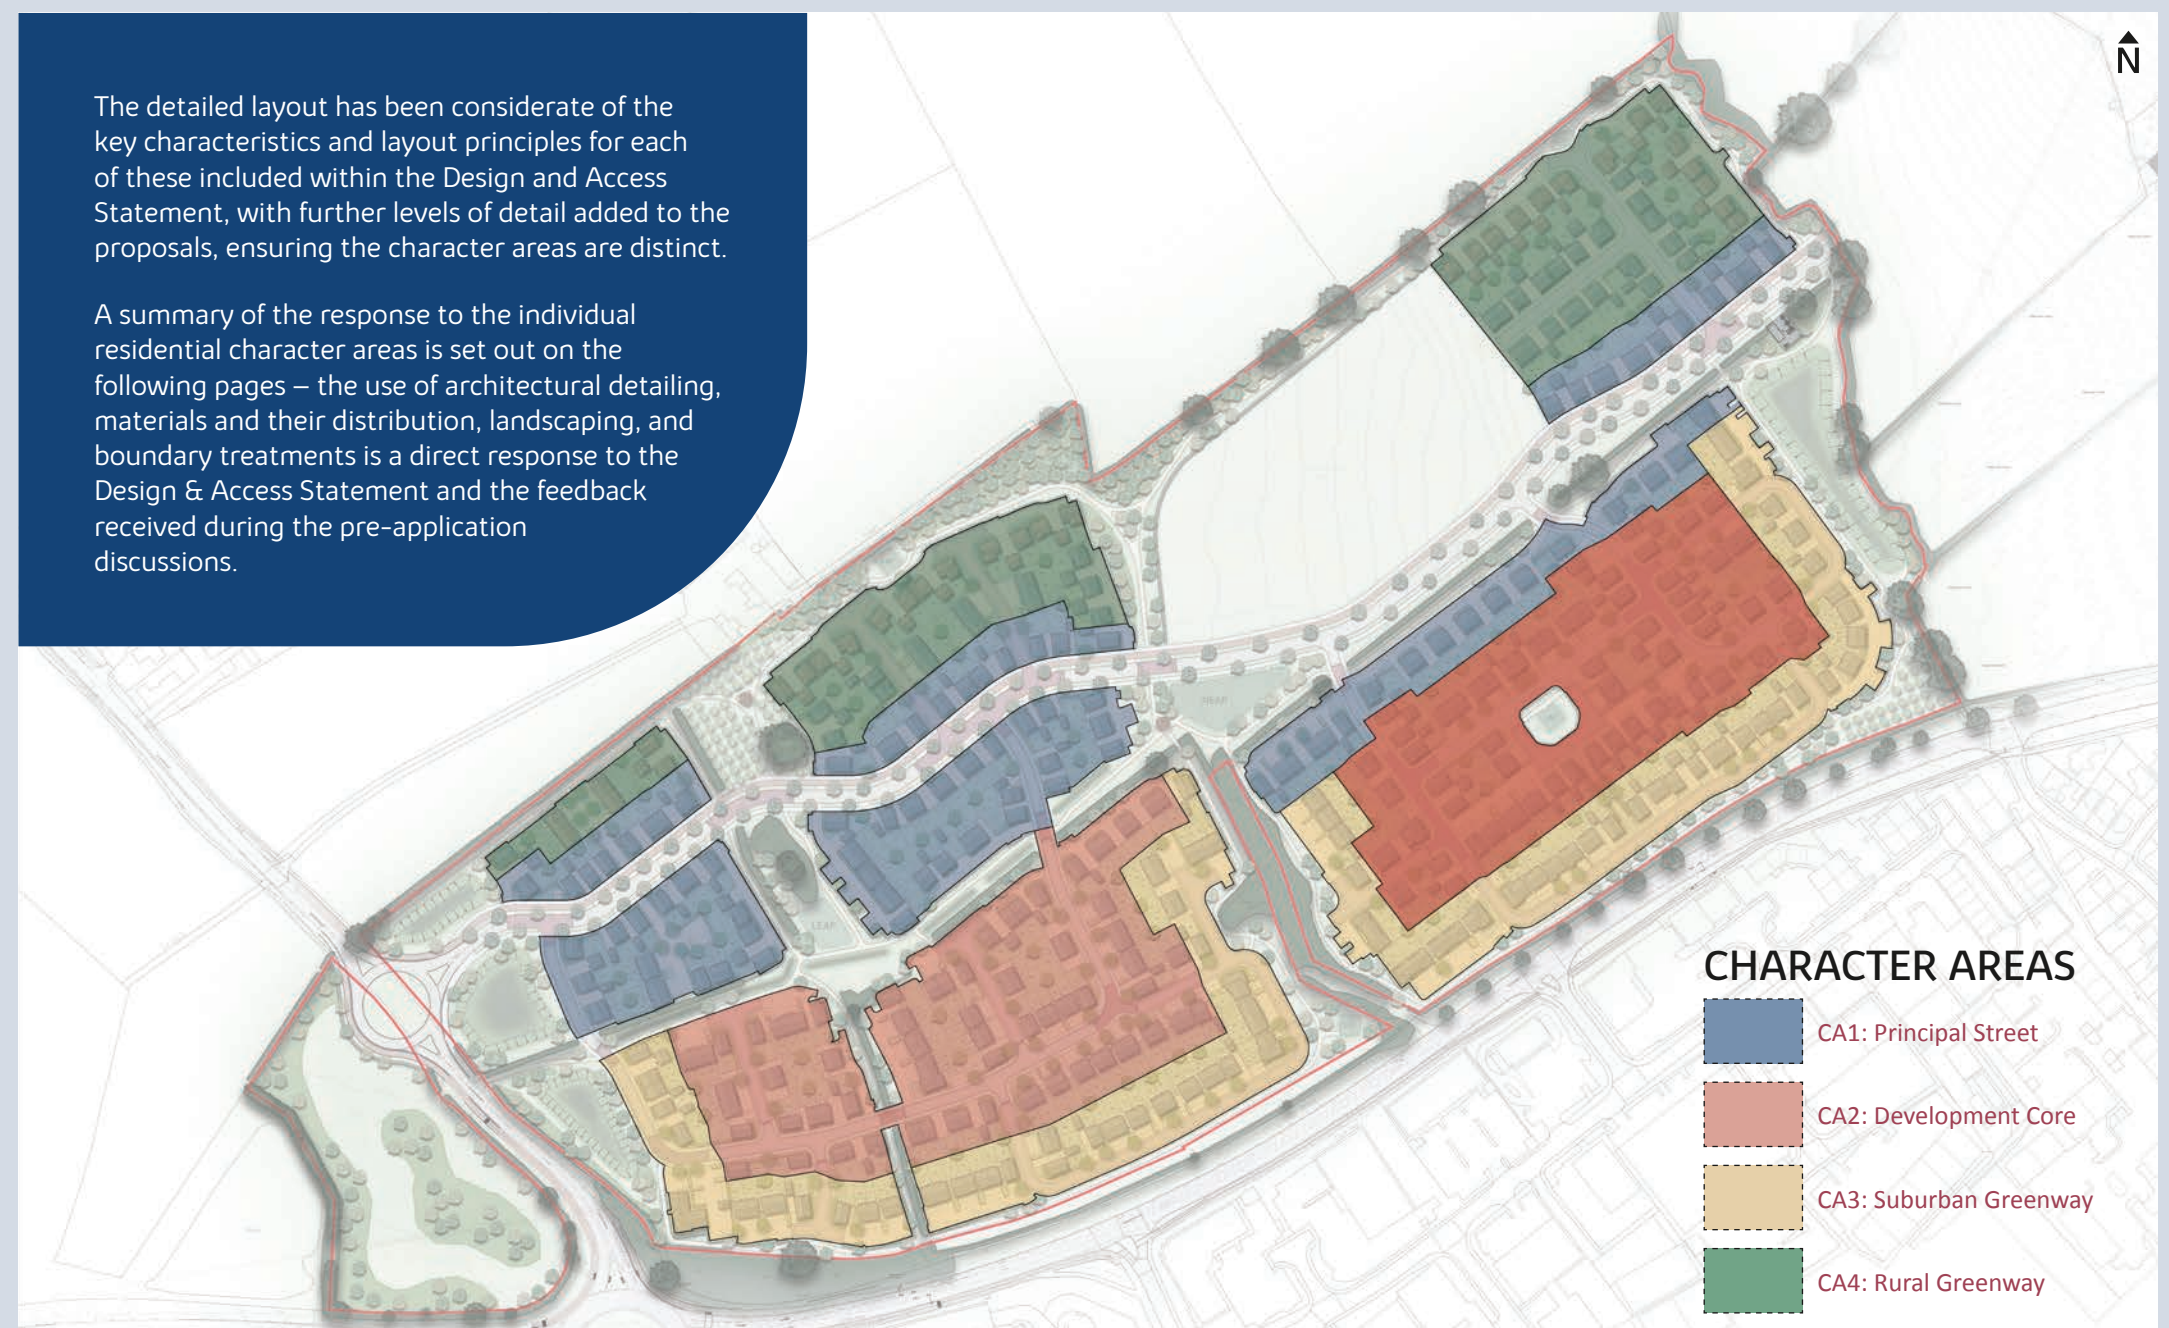 The detailed layout has been considerate of the
key characteristics and layout principles for each
of these included within the Design and Access
Statement, with further levels of detail added to the
proposals, ensuring the character areas are distinct.
A summary of the response to the individual
residential character areas is set out on the
following pages – the use of architectural detailing,
materials and their distribution, landscaping, and
boundary treatments is a direct response to the
Design & Access Statement and the feedback
received during the pre-application
discussions.
N
NEAP
LEAP
CHARACTER AREAS
CA1: Principal Street
CA2: Development Core
CA3: Suburban Greenway
CA4: Rural Greenway